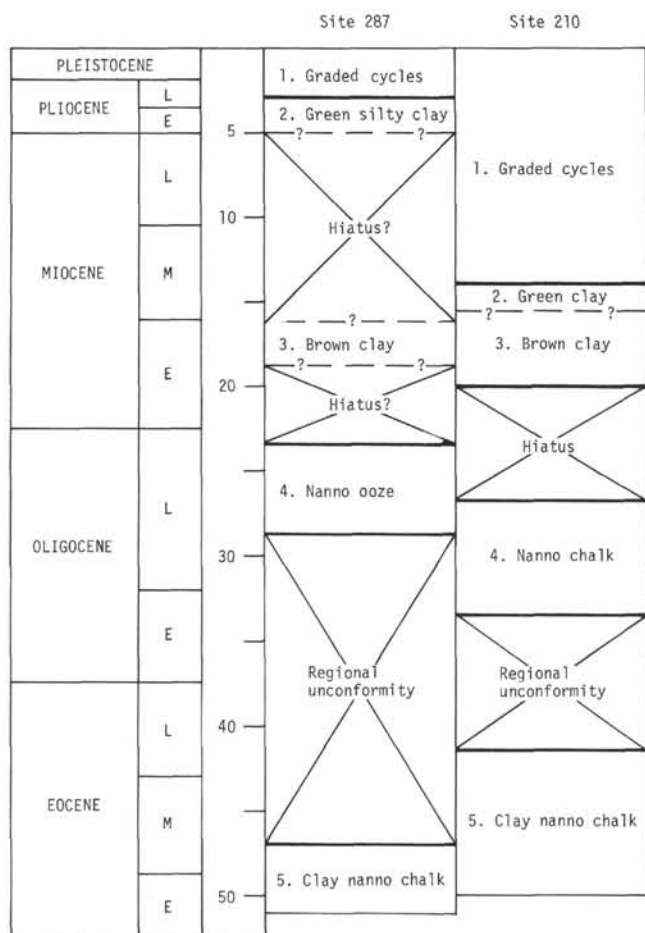 Site 287 Site 210
PLEISTOCENE
1. Graded cycles
PLIOCENE
L
2. Green silty clay
E
5
? ?
L
1. Graded cycles
10
Hiatus?
MIOCENE
M
2. Green clay
? ?
?
3. Brown clay
3. Brown clay
E
? ?
20
Hiatus?
Hiatus
4. Nanno ooze
L
OLIGOCENE
30
4. Nanno chalk
E
Regional
unconformity
Regional
unconformity
L
40
EOCENE
M
5. Clay nanno chalk
5. Clay nanno chalk
E
50